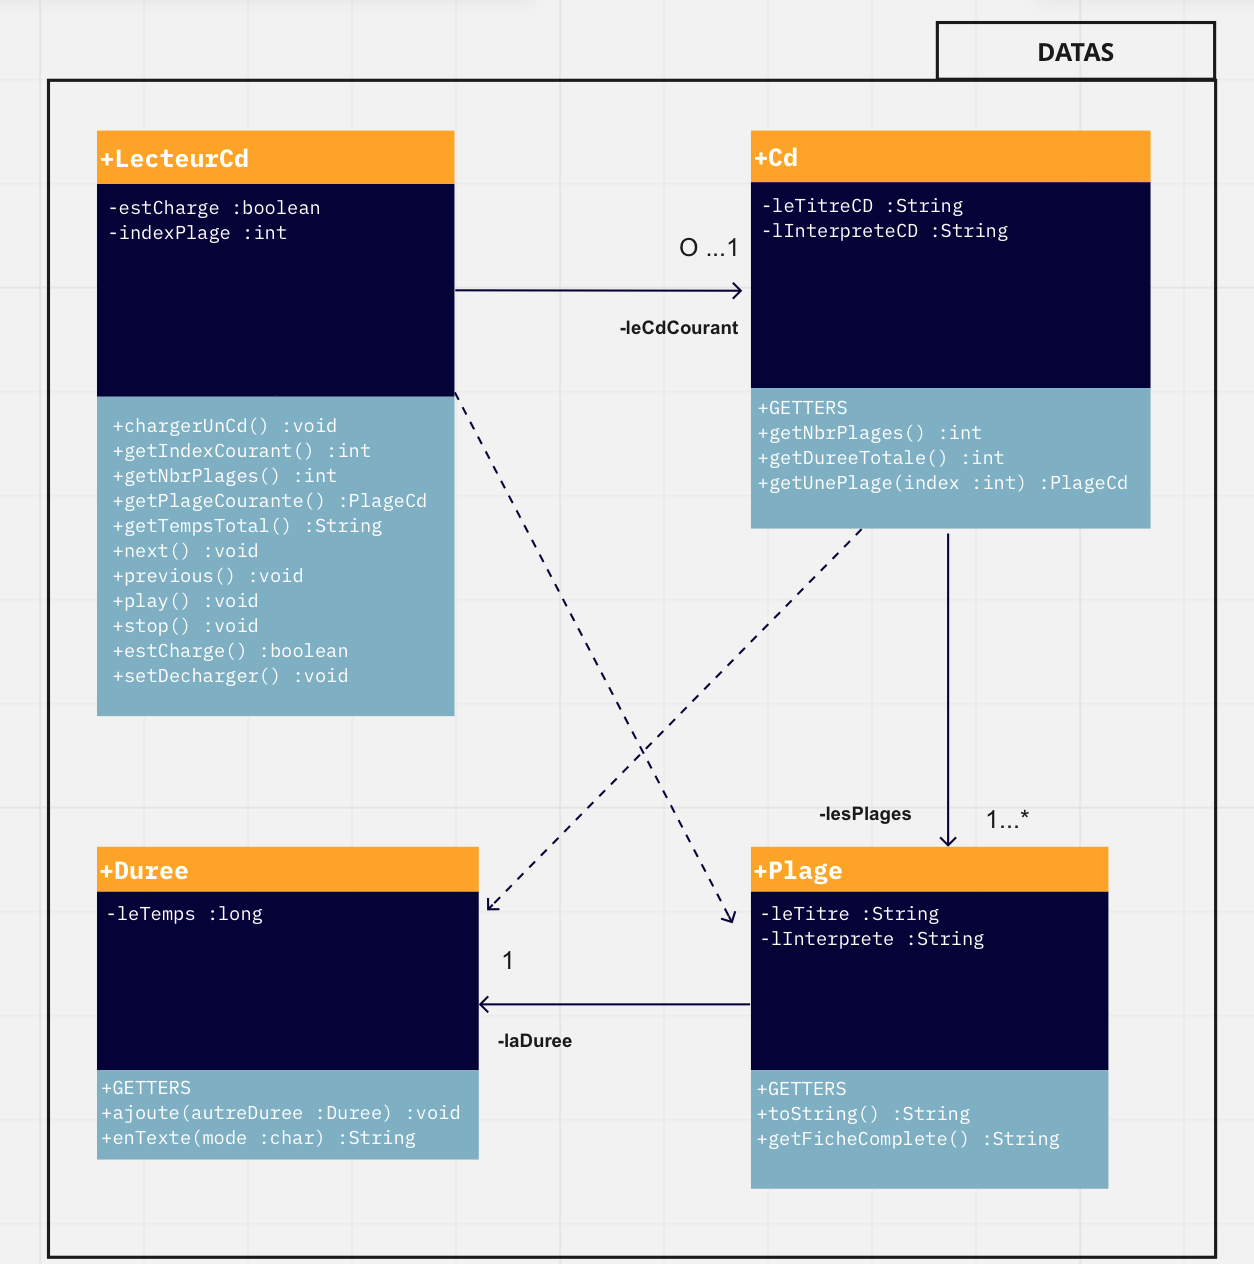 DATAS
+LecteurCd
-estCharge :boolean
-indexPlage :int
+chargerUnCd() :void
+getIndexCourant() :int
+getNbrPlages() :int
+getPlageCourante() :PlageCd
+getTempsTotal() :String
+next() :void
+previous() :void
+play() :void
+stop() :void
+estCharge() :boolean
+setDecharger() :void
O ...1
-leCdCourant
+Cd
-leTitreCD :String
-lInterpreteCD :String
+GETTERS
+getNbrPlages() :int
+getDureeTotale() :int
+getUnePlage(index :int) :PlageCd
-lesPlages
1...*
+Duree
-leTemps :long
+GETTERS
+ajoute(autreDuree :Duree) :void
+enTexte(mode :char) :String
1
-laDuree
+Plage
-leTitre :String
-lInterprete :String
+GETTERS
+toString() :String
+getFicheComplete() :String